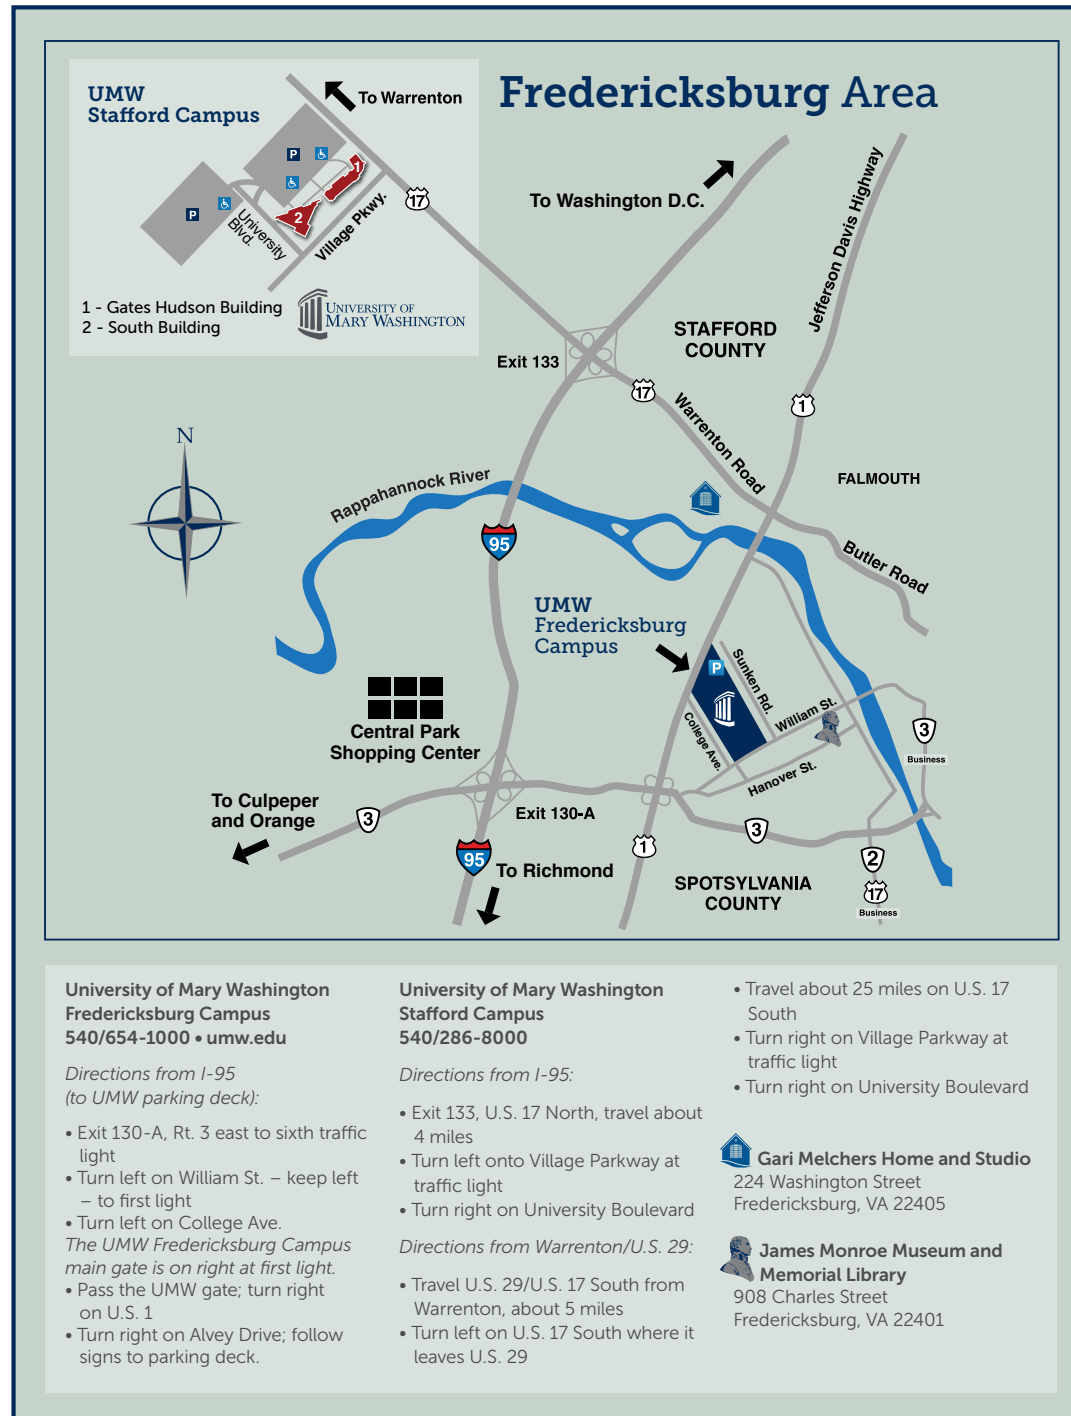 Fredericksburg Area
UMW
Stafford Campus
To Warrenton
P
P
1
2
University
Blvd.
Village Pkwy.
17
1 - Gates Hudson Building
2 - South Building
UNIVERSITY OF
MARY WASHINGTON
To Washington D.C.
Jefferson Davis Highway
STAFFORD
COUNTY
Exit 133
17
1
Warrenton Road
FALMOUTH
N
Rappahannock River
95
Butler Road
UMW
Fredericksburg
Campus
P
Sunken Rd.
College Ave.
William St.
Hanover St.
3
Business
Central Park
Shopping Center
To Culpeper
and Orange
3
Exit 130-A
3
1
95
To Richmond
SPOTSYLVANIA
COUNTY
2
17
Business
University of Mary Washington
Fredericksburg Campus
540/654-1000 • umw.edu
Directions from I-95
(to UMW parking deck):
• Exit 130-A, Rt. 3 east to sixth traffic
light
• Turn left on William St. – keep left
– to first light
• Turn left on College Ave.
The UMW Fredericksburg Campus
main gate is on right at first light.
• Pass the UMW gate; turn right
on U.S. 1
• Turn right on Alvey Drive; follow
signs to parking deck.
University of Mary Washington
Stafford Campus
540/286-8000
Directions from I-95:
• Exit 133, U.S. 17 North, travel about
4 miles
• Turn left onto Village Parkway at
traffic light
• Turn right on University Boulevard
Directions from Warrenton/U.S. 29:
• Travel U.S. 29/U.S. 17 South from
Warrenton, about 5 miles
• Turn left on U.S. 17 South where it
leaves U.S. 29
• Travel about 25 miles on U.S. 17
South
• Turn right on Village Parkway at
traffic light
• Turn right on University Boulevard
Gari Melchers Home and Studio
224 Washington Street
Fredericksburg, VA 22405
James Monroe Museum and
Memorial Library
908 Charles Street
Fredericksburg, VA 22401